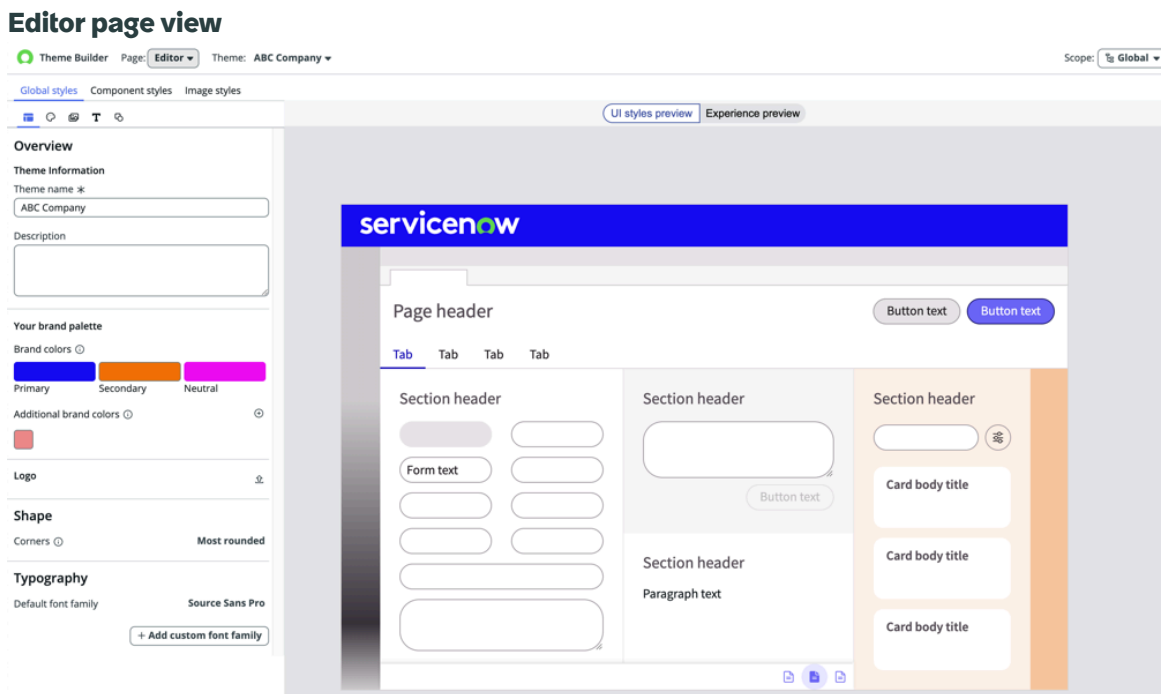 Editor page view
Theme Builder Page: Editor Theme: ABC Company Scope: Global
Global styles Component styles Image styles
UI styles preview Experience preview
Overview
Theme Information
Theme name *
ABC Company
Description
Your brand palette
Brand colors
Primary Secondary Neutral
Additional brand colors
Logo
Shape
Corners Most rounded
Typography
Default font family Source Sans Pro
+ Add custom font family
servicenow
Page header Button text Button text
Tab Tab Tab Tab
Section header
Form text
Section header
Button text
Section header
Paragraph text
Section header
Card body title
Card body title
Card body title